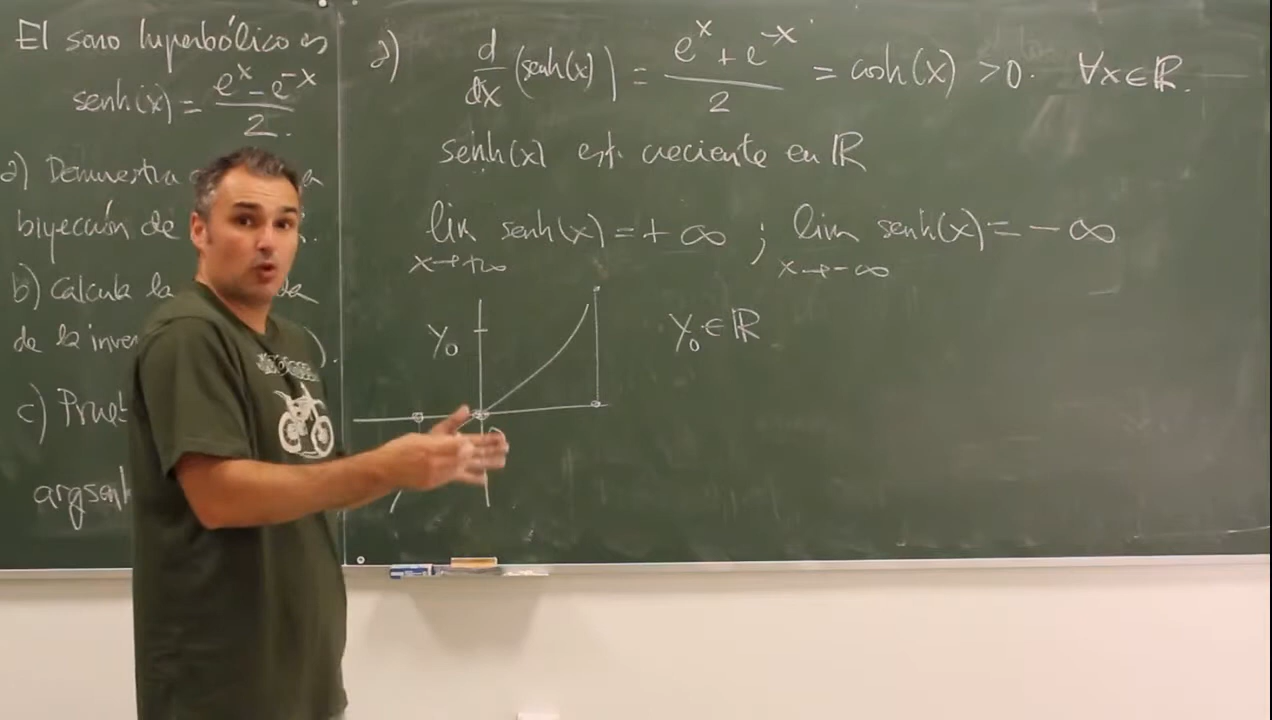 El seno hiperbólico es
senh(x) = (e^x - e^-x)/2.
a) Demuestra
biyección de
b) Calcula la
de la inver ).
c) Prueb
argsenh
a) d/dx (senh(x)) = (e^x + e^-x)/2 = cosh(x) > 0. ∀x∈ℝ.
senh(x) est. creciente en ℝ
lim x→+∞ senh(x) = +∞ ; lim x→-∞ senh(x) = -∞
y₀ y₀∈ℝ